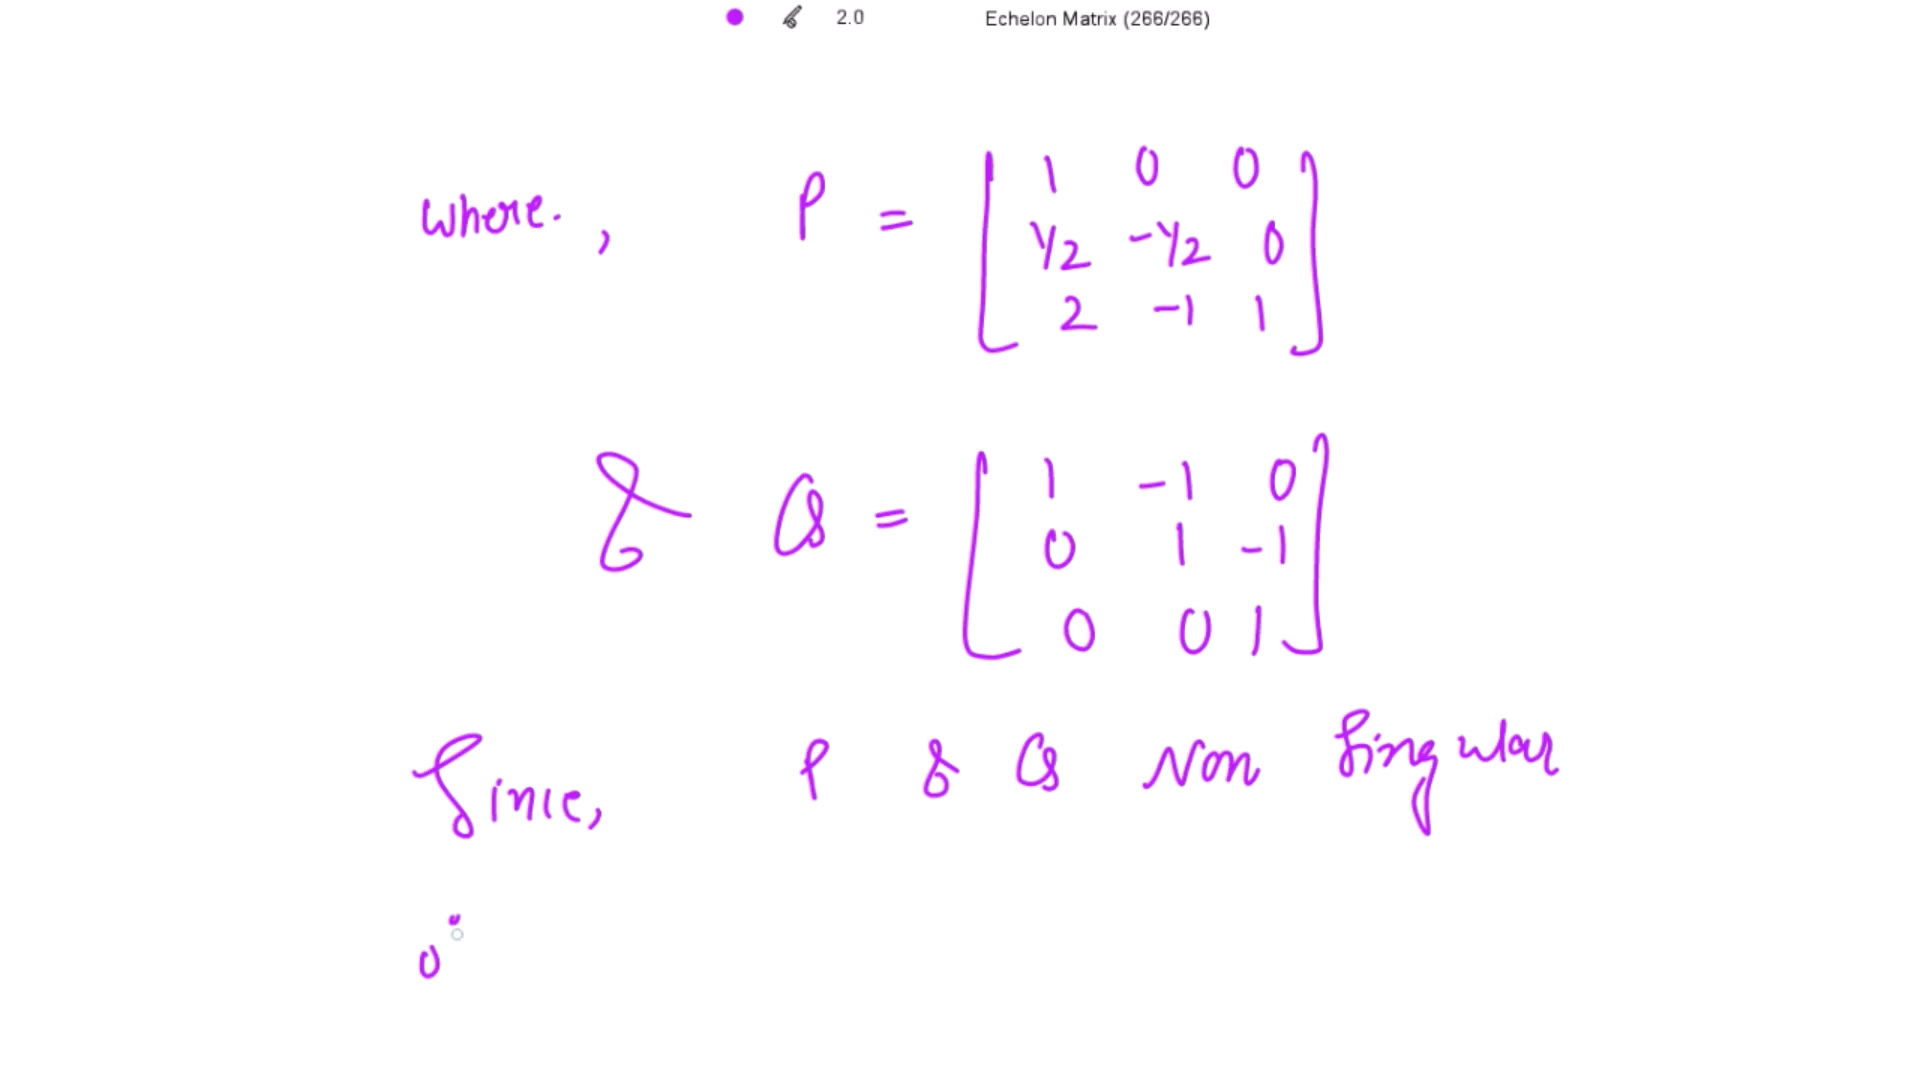 2.0 Echelon Matrix (266/266)
where., P = [ 1 0 0
1/2 -1/2 0
2 -1 1 ]
& Q = [ 1 -1 0
0 1 -1
0 0 1 ]
Since, P & Q Non Singular